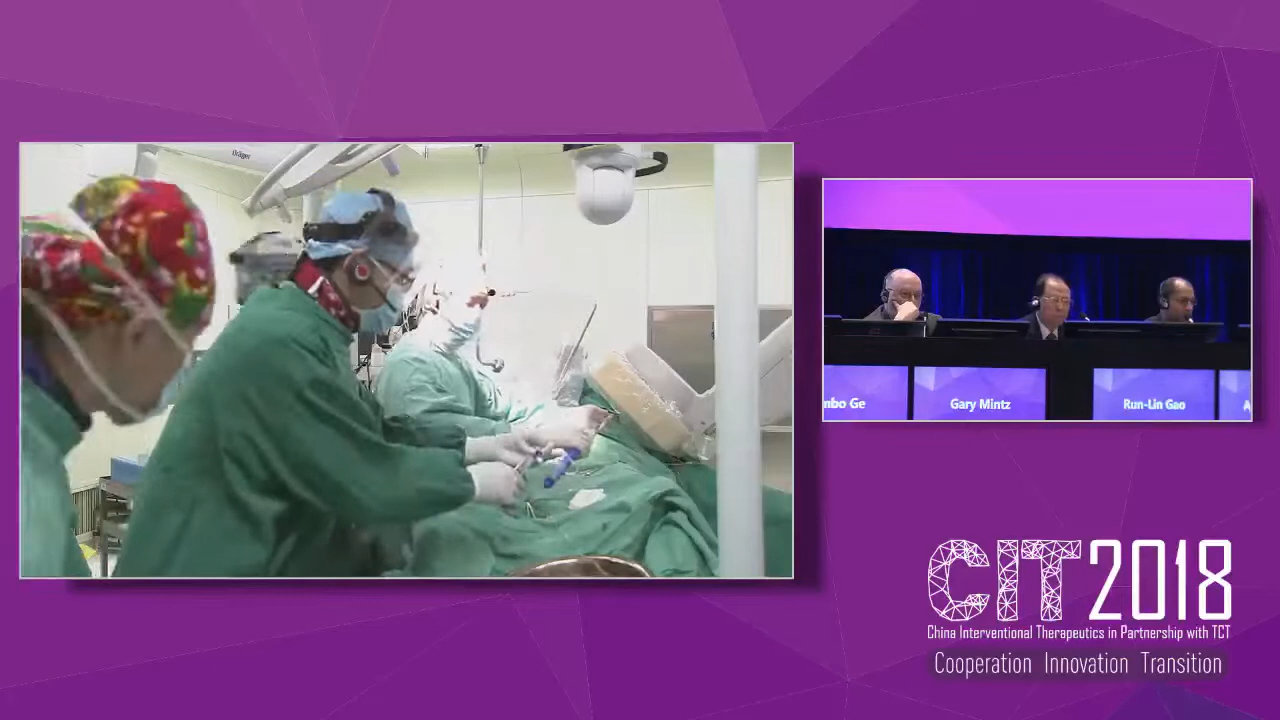 Dräger
mbo Ge
Gary Mintz
Run-Lin Gao
A
CIT2018
China Interventional Therapeutics in Partnership with TCT
Cooperation Innovation Transition